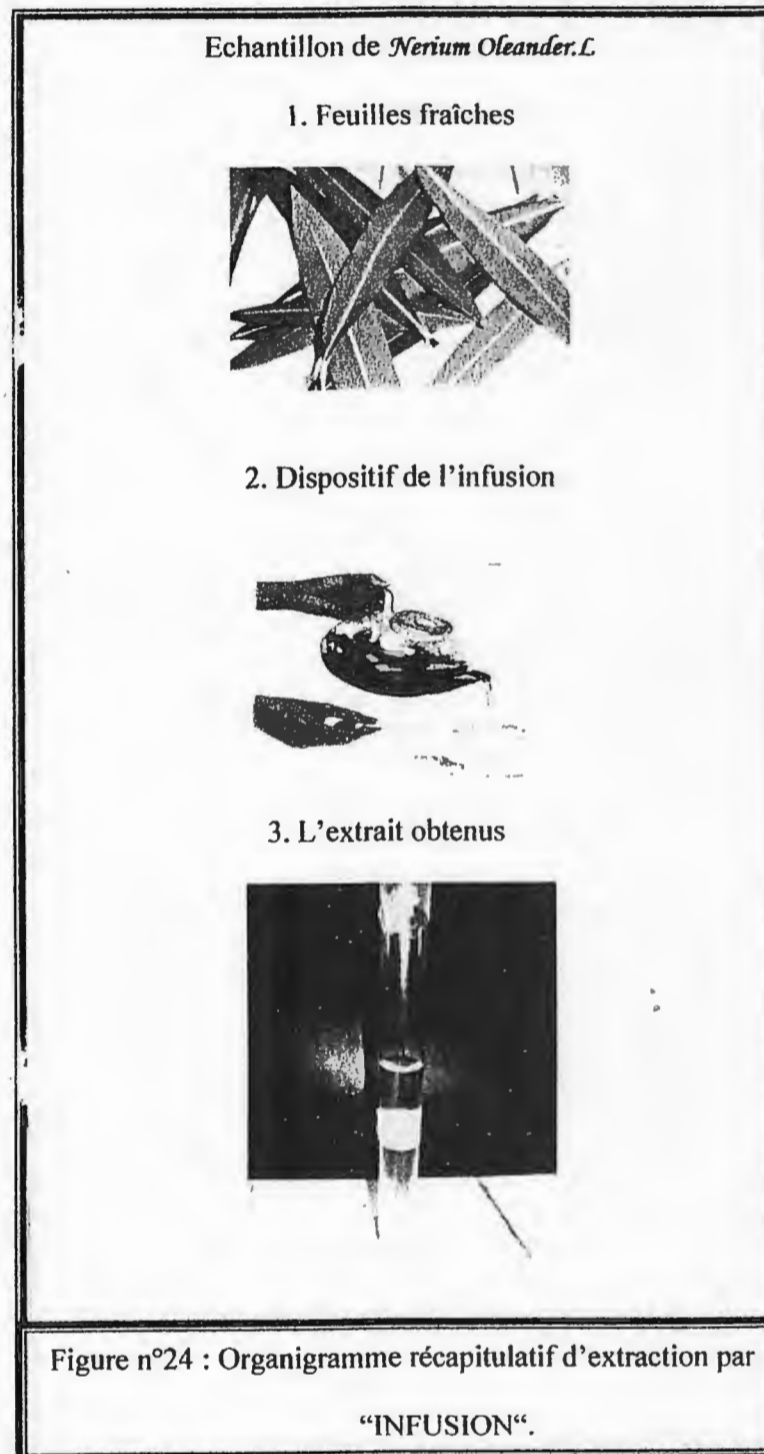 Echantillon de Nerium Oleander.L
1. Feuilles fraîches
2. Dispositif de l’infusion
3. L’extrait obtenus
Figure n°24 : Organigramme récapitulatif d’extraction par
“INFUSION“.